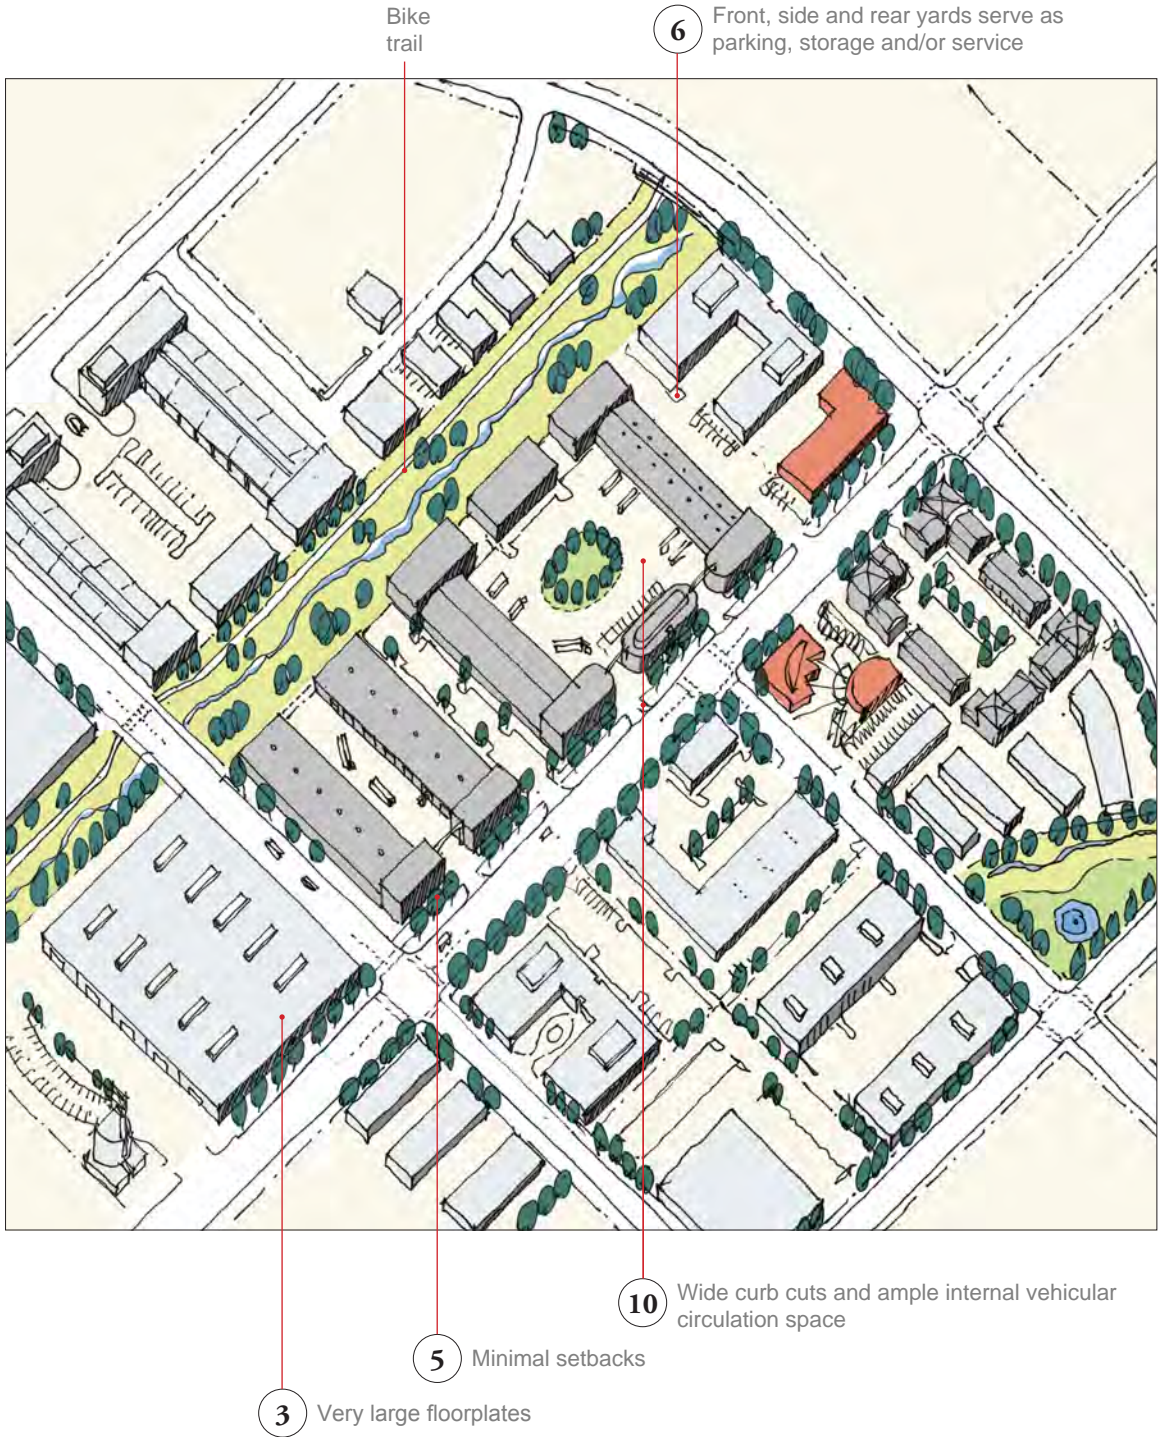 Bike
trail
6
Front, side and rear yards serve as
parking, storage and/or service
10
Wide curb cuts and ample internal vehicular
circulation space
5
Minimal setbacks
3
Very large floorplates